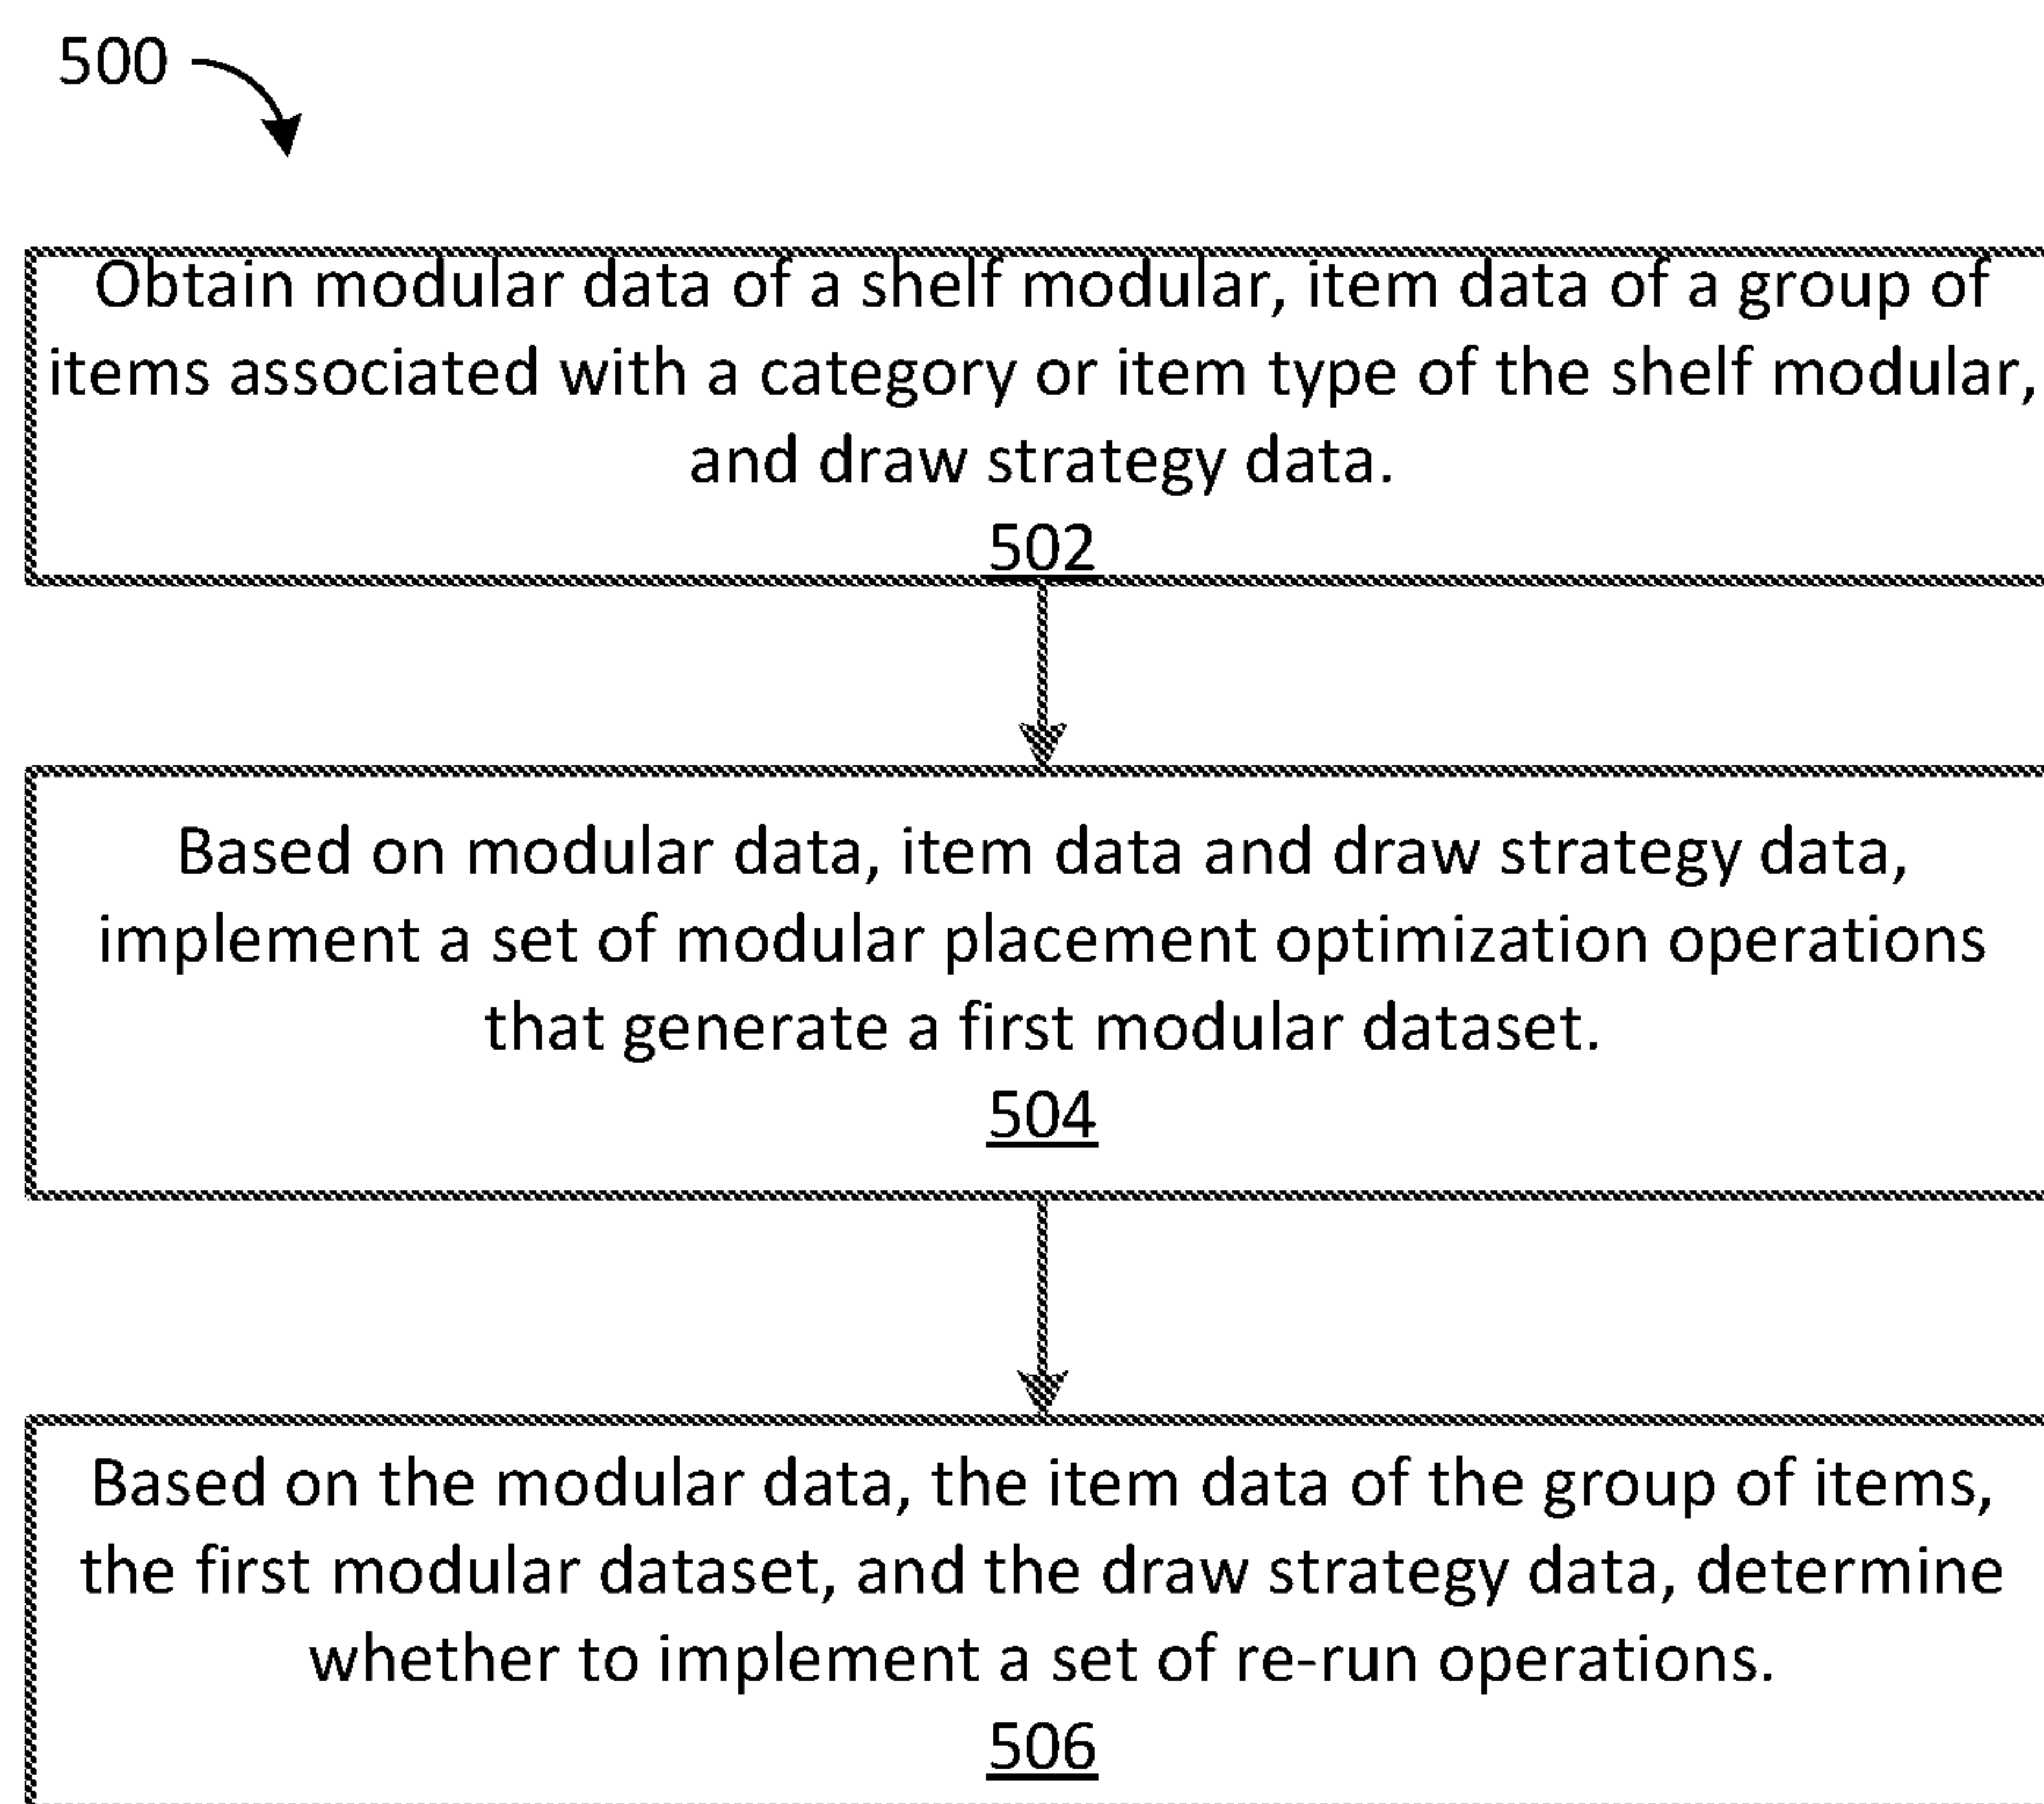 500
Obtain modular data of a shelf modular, item data of a group of
items associated with a category or item type of the shelf modular,
and draw strategy data.
502
Based on modular data, item data and draw strategy data,
implement a set of modular placement optimization operations
that generate a first modular dataset.
504
Based on the modular data, the item data of the group of items,
the first modular dataset, and the draw strategy data, determine
whether to implement a set of re-run operations.
506